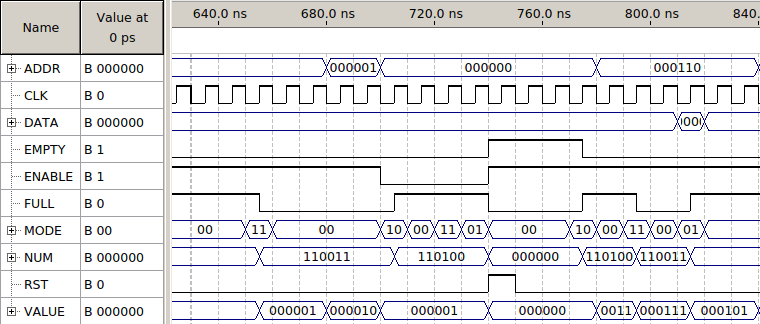 Name Value at 0 ps 640.0 ns 680.0 ns 720.0 ns 760.0 ns 800.0 ns 840.
ADDR B 000000 000001 000000 000110
CLK B 0
DATA B 000000
EMPTY B 1
ENABLE B 1
FULL B 0
MODE B 00 00 11 00 10 00 11 01 00 10 00 11 00 01
NUM B 000000 110011 110100 000000 110100 110011
RST B 0
VALUE B 000000 000001 000010 000001 000000 0011 000111 000101